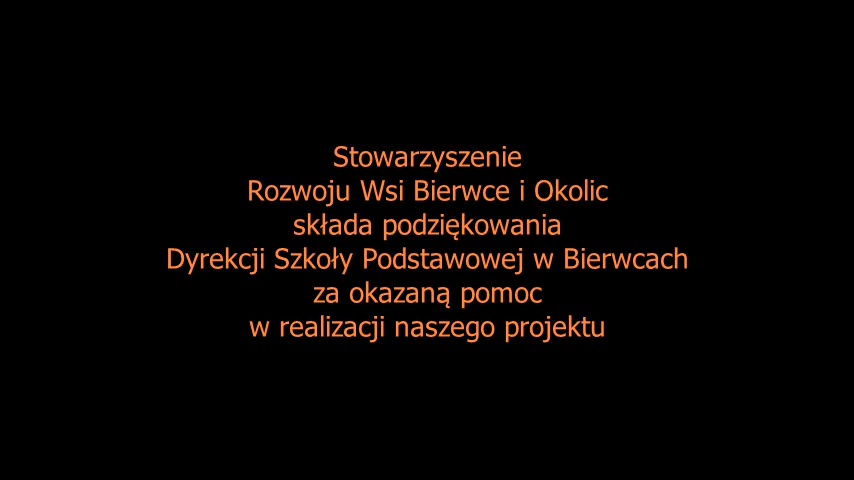 Stowarzyszenie
Rozwoju Wsi Bierwce i Okolic
składa podziękowania
Dyrekcji Szkoły Podstawowej w Bierwcach
za okazaną pomoc
w realizacji naszego projektu